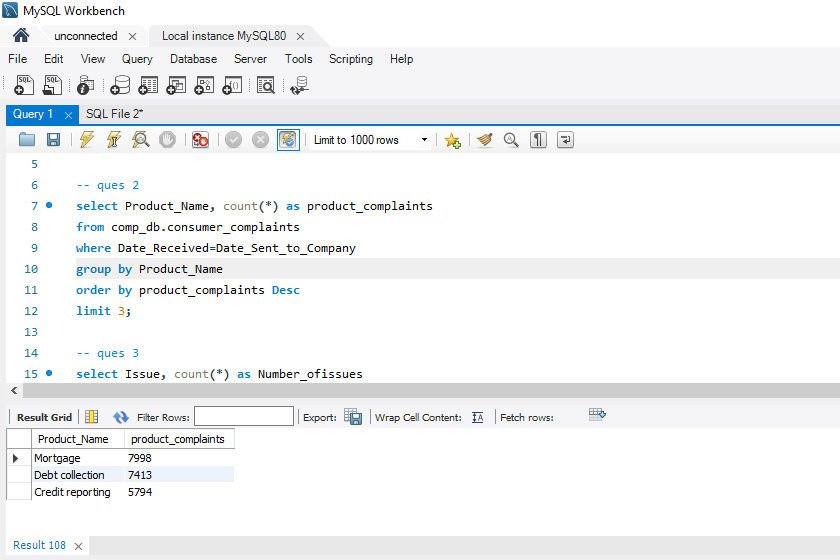 MySQL Workbench
unconnected
Local instance MySQL80
File Edit View Query Database Server Tools Scripting Help
Query 1
SQL File 2*
Limit to 1000 rows
5
6 -- ques 2
7 select Product_Name, count(*) as product_complaints
8 from comp_db.consumer_complaints
9 where Date_Received=Date_Sent_to_Company
10 group by Product_Name
11 order by product_complaints Desc
12 limit 3;
13
14 -- ques 3
15 select Issue, count(*) as Number_ofissues
Result Grid Filter Rows: Export: Wrap Cell Content: Fetch rows:
Product_Name product_complaints
Mortgage 7998
Debt collection 7413
Credit reporting 5794
Result 108